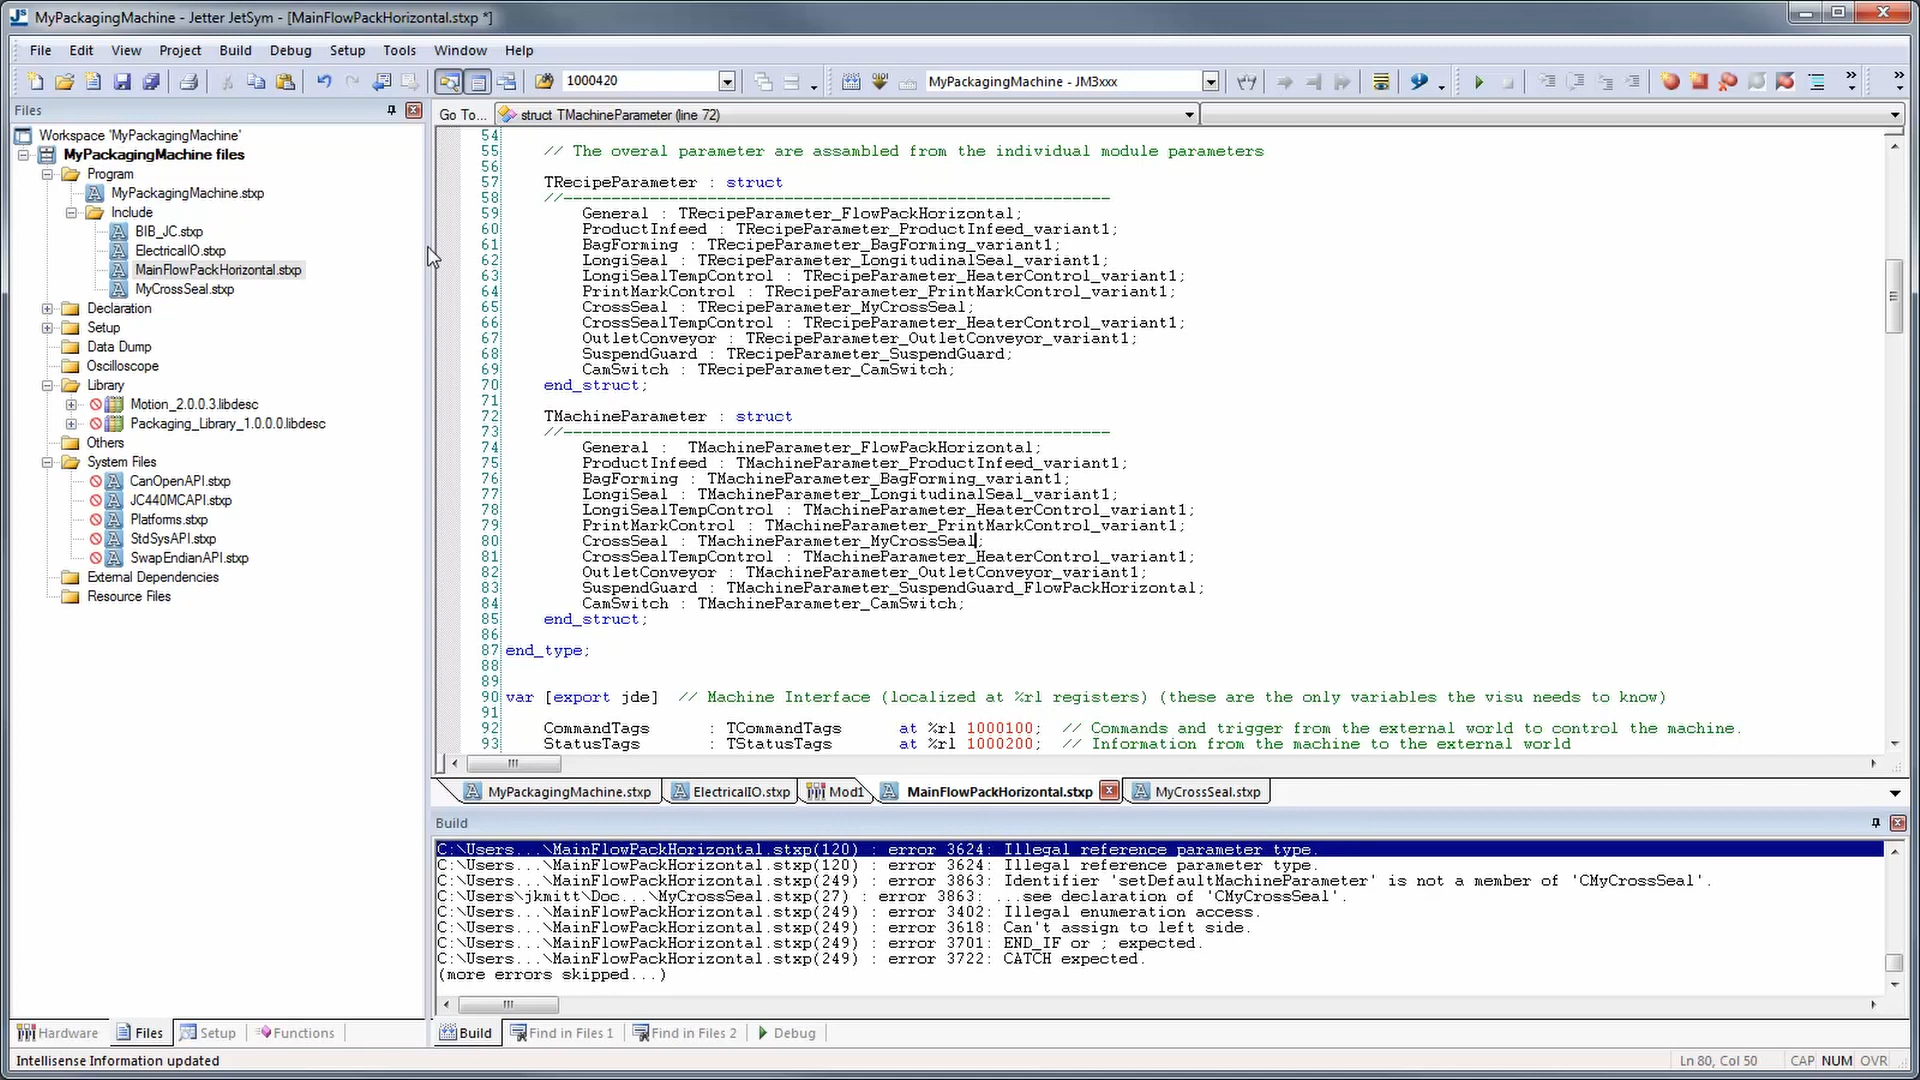 MyPackagingMachine - Jetter JetSym - [MainFlowPackHorizontal.stxp *]
File Edit View Project Build Debug Setup Tools Window Help
1000420 MyPackagingMachine - JM3xxx
Files
Go To... struct TMachineParameter (line 72)
Workspace 'MyPackagingMachine'
MyPackagingMachine files
Program
MyPackagingMachine.stxp
Include
BIB_JC.stxp
ElectricalIO.stxp
MainFlowPackHorizontal.stxp
MyCrossSeal.stxp
Declaration
Setup
Data Dump
Oscilloscope
Library
Motion_2.0.0.3.libdesc
Packaging_Library_1.0.0.0.libdesc
Others
System Files
CanOpenAPI.stxp
JC440MCAPI.stxp
Platforms.stxp
StdSysAPI.stxp
SwapEndianAPI.stxp
External Dependencies
Resource Files
54
55 // The overal parameter are assambled from the individual module parameters
56
57 TRecipeParameter : struct
58 //---------------------------------------------------------
59 General : TRecipeParameter_FlowPackHorizontal;
60 ProductInfeed : TRecipeParameter_ProductInfeed_variant1;
61 BagForming : TRecipeParameter_BagForming_variant1;
62 LongiSeal : TRecipeParameter_LongitudinalSeal_variant1;
63 LongiSealTempControl : TRecipeParameter_HeaterControl_variant1;
64 PrintMarkControl : TRecipeParameter_PrintMarkControl_variant1;
65 CrossSeal : TRecipeParameter_MyCrossSeal;
66 CrossSealTempControl : TRecipeParameter_HeaterControl_variant1;
67 OutletConveyor : TRecipeParameter_OutletConveyor_variant1;
68 SuspendGuard : TRecipeParameter_SuspendGuard;
69 CamSwitch : TRecipeParameter_CamSwitch;
70 end_struct;
71
72 TMachineParameter : struct
73 //---------------------------------------------------------
74 General : TMachineParameter_FlowPackHorizontal;
75 ProductInfeed : TMachineParameter_ProductInfeed_variant1;
76 BagForming : TMachineParameter_BagForming_variant1;
77 LongiSeal : TMachineParameter_LongitudinalSeal_variant1;
78 LongiSealTempControl : TMachineParameter_HeaterControl_variant1;
79 PrintMarkControl : TMachineParameter_PrintMarkControl_variant1;
80 CrossSeal : TMachineParameter_MyCrossSeal;
81 CrossSealTempControl : TMachineParameter_HeaterControl_variant1;
82 OutletConveyor : TMachineParameter_OutletConveyor_variant1;
83 SuspendGuard : TMachineParameter_SuspendGuard_FlowPackHorizontal;
84 CamSwitch : TMachineParameter_CamSwitch;
85 end_struct;
86
87 end_type;
88
89
90 var [export jde] // Machine Interface (localized at %rl registers) (these are the only variables the visu needs to know)
91
92 CommandTags : TCommandTags at %rl 1000100; // Commands and trigger from the external world to control the machine.
93 StatusTags : TStatusTags at %rl 1000200; // Information from the machine to the external world
MyPackagingMachine.stxp ElectricalIO.stxp Mod1 MainFlowPackHorizontal.stxp MyCrossSeal.stxp
Build
C:\Users...\MainFlowPackHorizontal.stxp(120) : error 3624: Illegal reference parameter type.
C:\Users...\MainFlowPackHorizontal.stxp(120) : error 3624: Illegal reference parameter type.
C:\Users...\MainFlowPackHorizontal.stxp(249) : error 3863: Identifier 'setDefaultMachineParameter' is not a member of 'CMyCrossSeal'.
C:\Users\jkmitt\Doc...\MyCrossSeal.stxp(27) : error 3863: ...see declaration of 'CMyCrossSeal'.
C:\Users...\MainFlowPackHorizontal.stxp(249) : error 3402: Illegal enumeration access.
C:\Users...\MainFlowPackHorizontal.stxp(249) : error 3618: Can't assign to left side.
C:\Users...\MainFlowPackHorizontal.stxp(249) : error 3701: END_IF or ; expected.
C:\Users...\MainFlowPackHorizontal.stxp(249) : error 3722: CATCH expected.
(more errors skipped...)
Hardware Files Setup Functions
Build Find in Files 1 Find in Files 2 Debug
Intellisense Information updated
Ln 80, Col 50 CAP NUM OVR